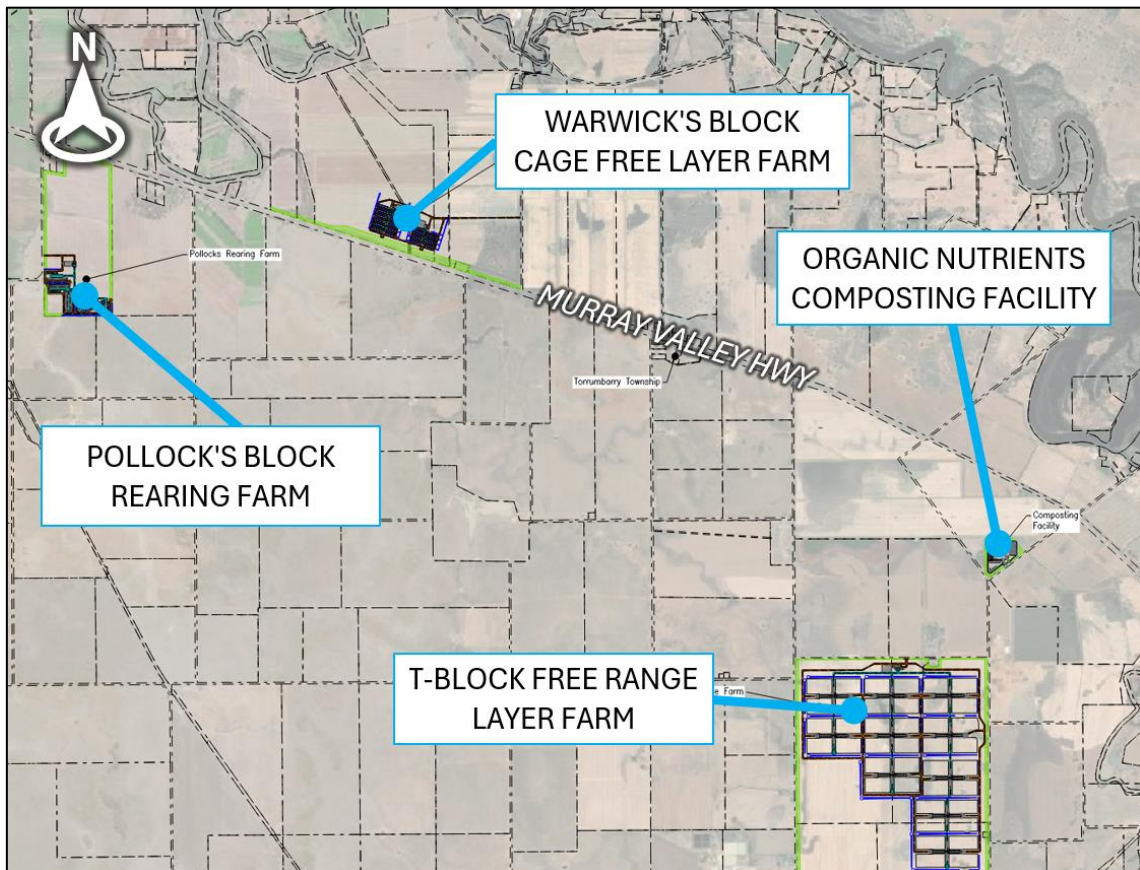 N
WARWICK'S BLOCK
CAGE FREE LAYER FARM
Pollocks Rearing Farm
ORGANIC NUTRIENTS
COMPOSTING FACILITY
MURRAY VALLEY HWY
Torrumbarry Township
POLLOCK'S BLOCK
REARING FARM
Composting
Facility
T-BLOCK FREE RANGE
LAYER FARM
Farm